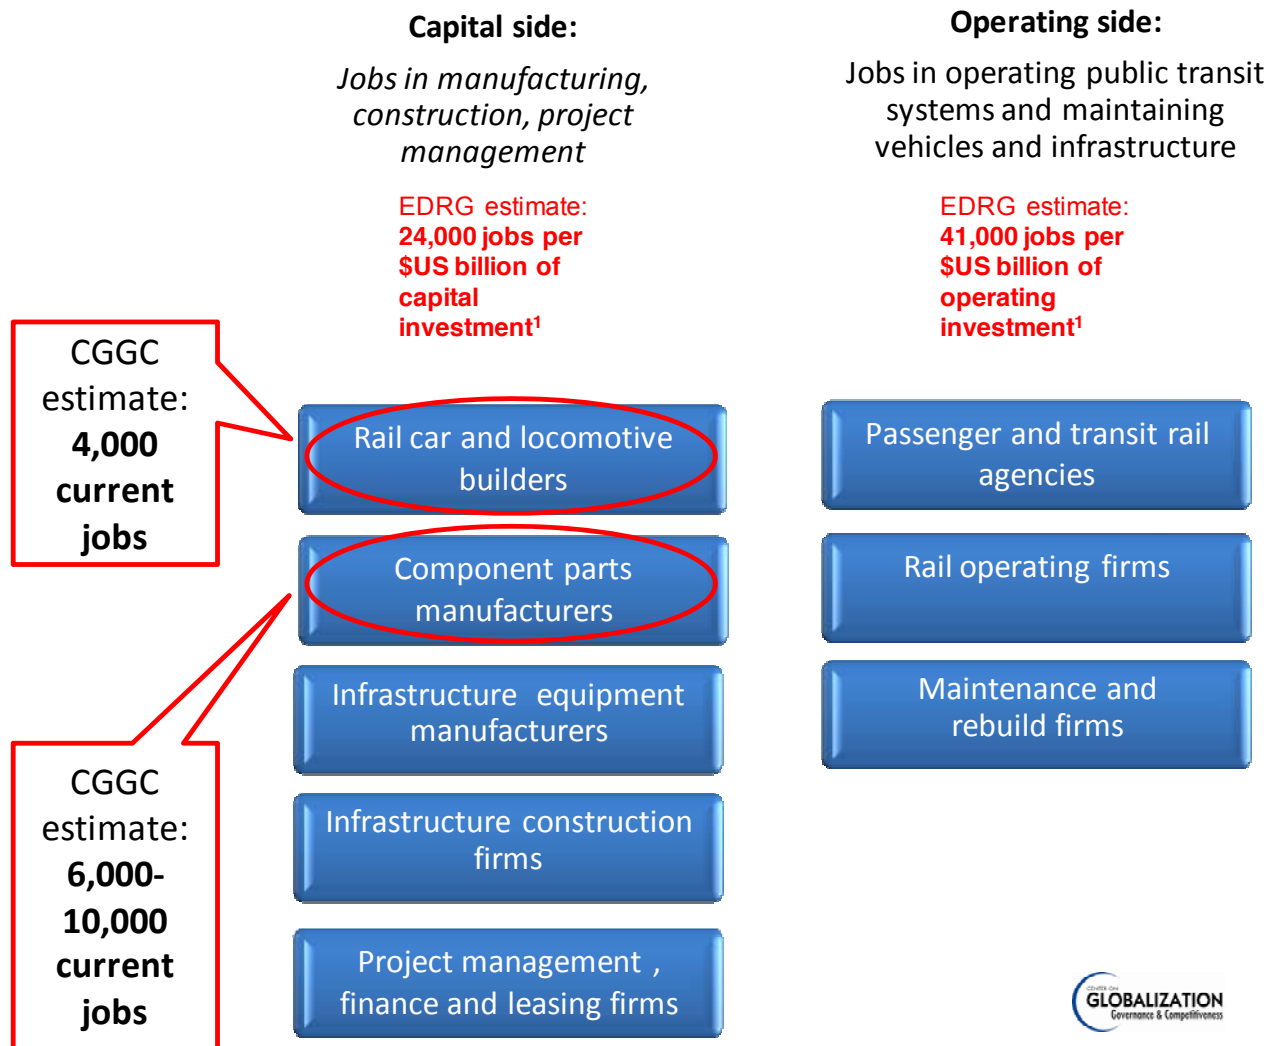 Capital side:
Jobs in manufacturing,
construction, project
management
EDRG estimate:
24,000 jobs per
$US billion of
capital
investment¹
Operating side:
Jobs in operating public transit
systems and maintaining
vehicles and infrastructure
EDRG estimate:
41,000 jobs per
$US billion of
operating
investment¹
CGGC
estimate:
4,000
current
jobs
CGGC
estimate:
6,000-
10,000
current
jobs
Rail car and locomotive
builders
Component parts
manufacturers
Infrastructure equipment
manufacturers
Infrastructure construction
firms
Project management ,
finance and leasing firms
Passenger and transit rail
agencies
Rail operating firms
Maintenance and
rebuild firms
CENTER ON
GLOBALIZATION
Governance & Competitiveness